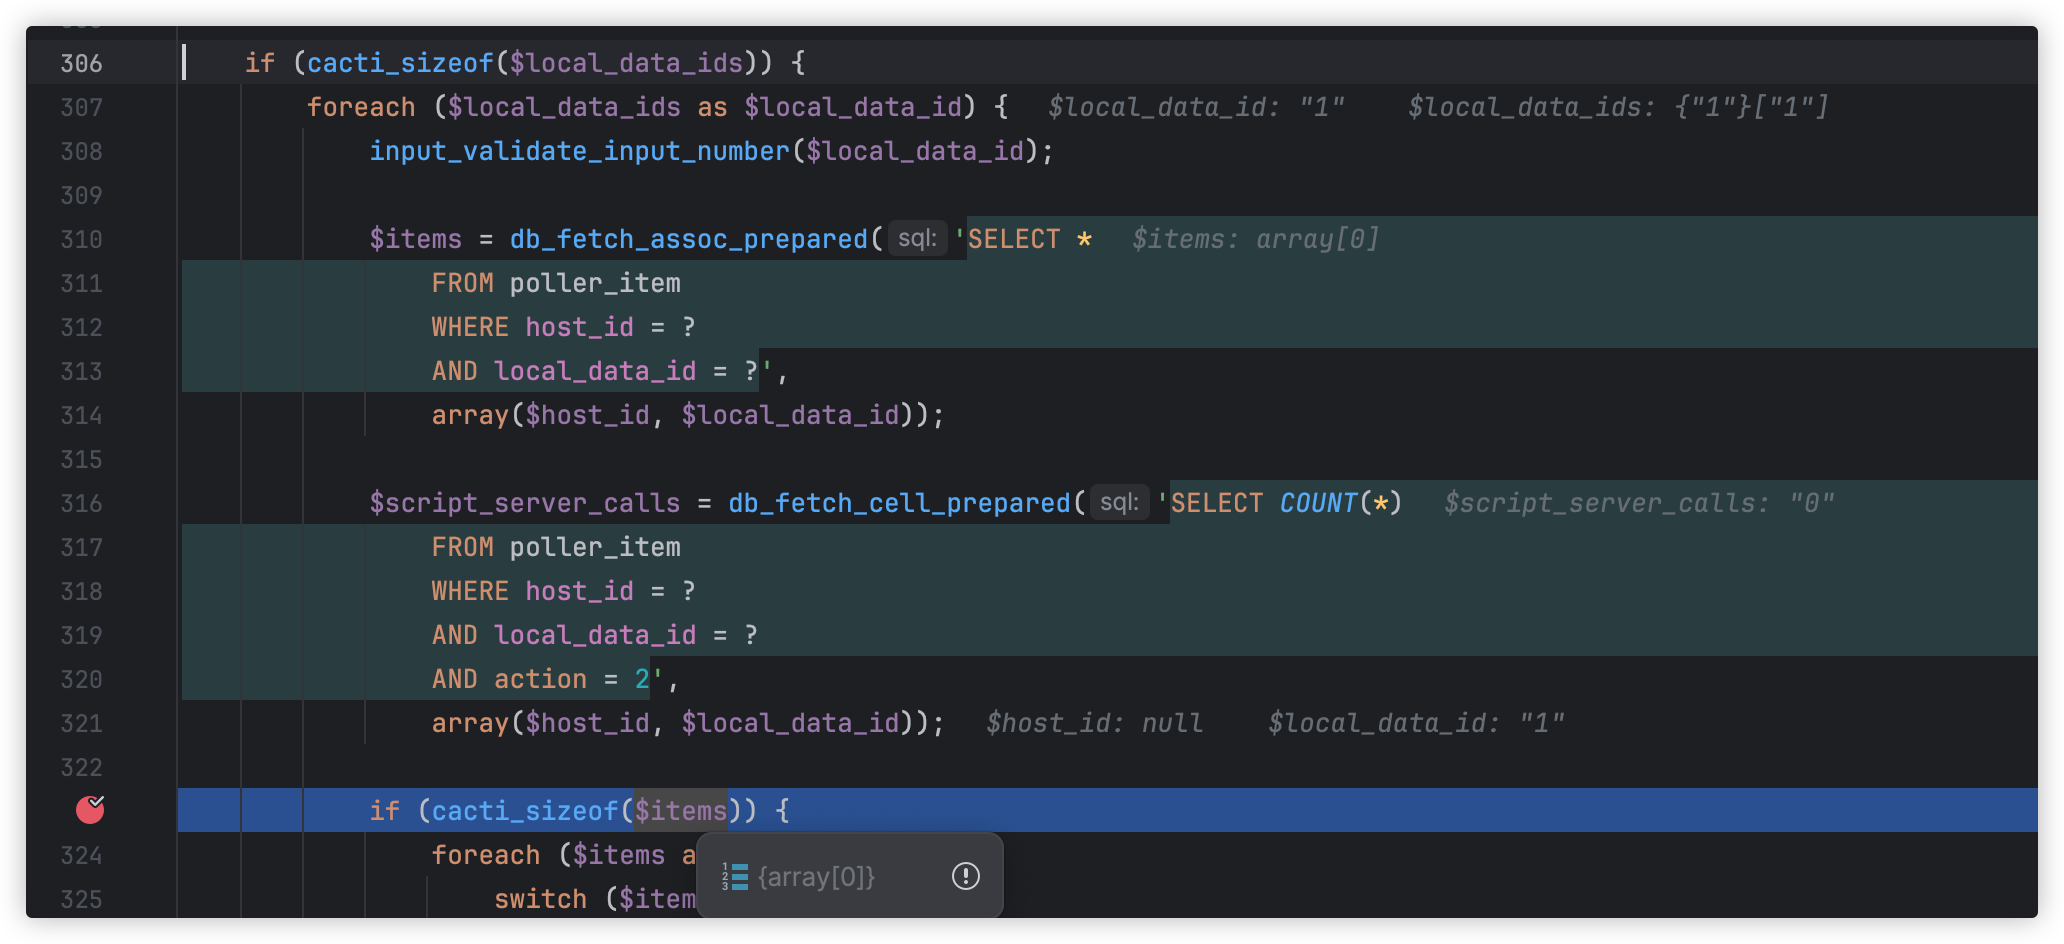 306 if (cacti_sizeof($local_data_ids)) {
307 foreach ($local_data_ids as $local_data_id) { $local_data_id: "1" $local_data_ids: {"1"}["1"]
308 input_validate_input_number($local_data_id);
309
310 $items = db_fetch_assoc_prepared( sql: 'SELECT * $items: array[0]
311 FROM poller_item
312 WHERE host_id = ?
313 AND local_data_id = ?',
314 array($host_id, $local_data_id));
315
316 $script_server_calls = db_fetch_cell_prepared( sql: 'SELECT COUNT(*) $script_server_calls: "0"
317 FROM poller_item
318 WHERE host_id = ?
319 AND local_data_id = ?
320 AND action = 2',
321 array($host_id, $local_data_id)); $host_id: null $local_data_id: "1"
322
if (cacti_sizeof($items)) {
324 foreach ($items a
{array[0]}
325 switch ($item